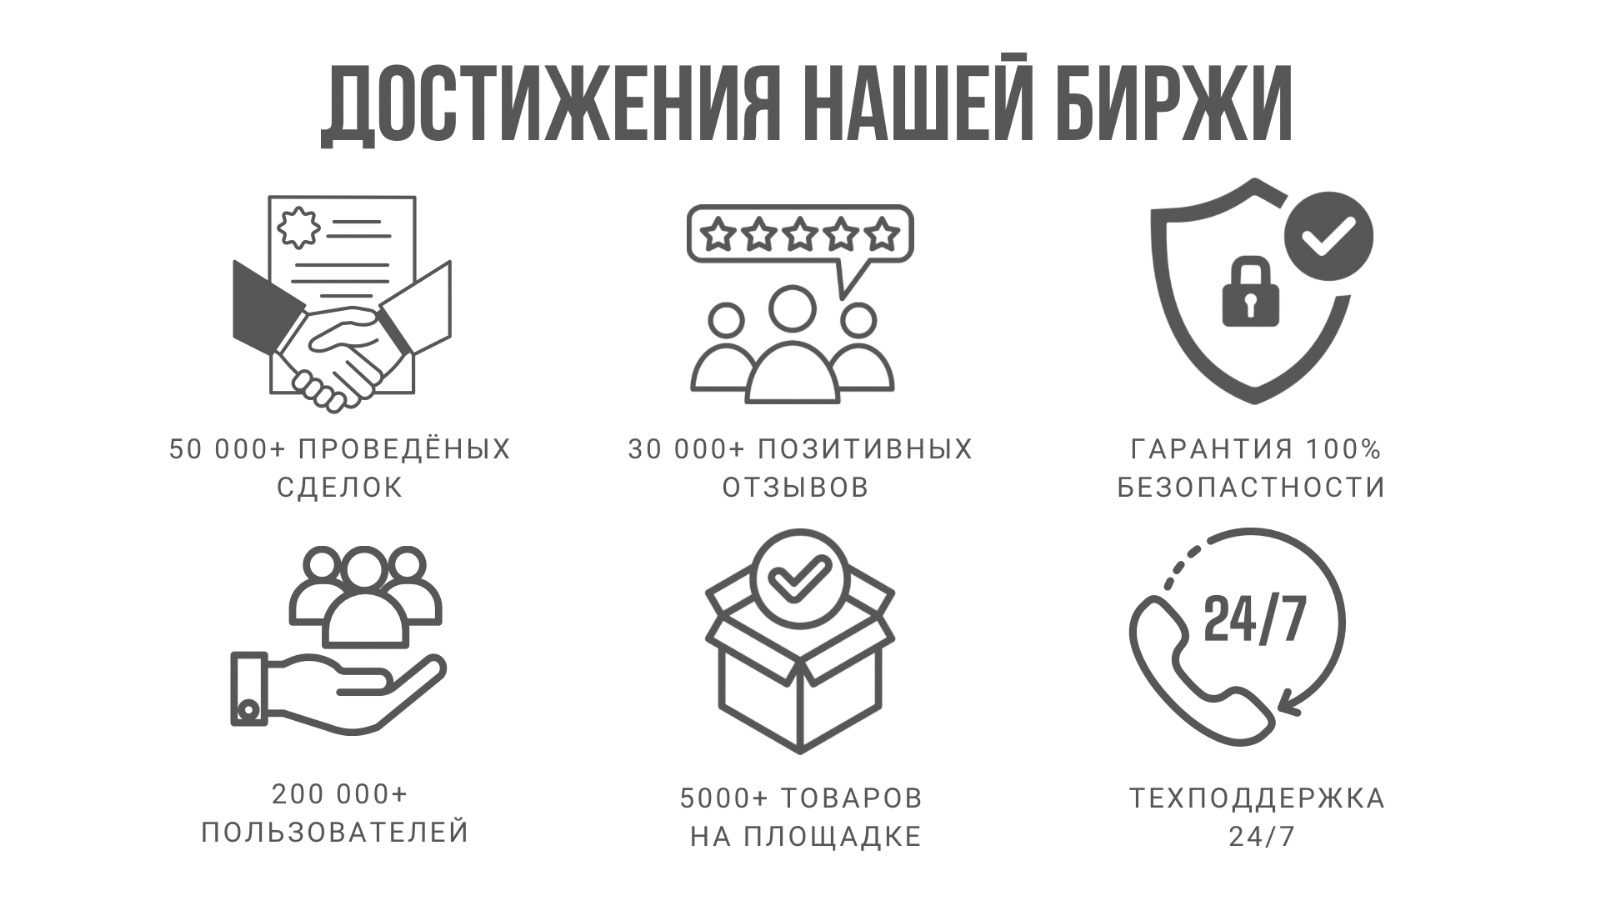 ДОСТИЖЕНИЯ НАШЕЙ БИРЖИ
50 000+ ПРОВЕДЁНЫХ
СДЕЛОК
30 000+ ПОЗИТИВНЫХ
ОТЗЫВОВ
ГАРАНТИЯ 100%
БЕЗОПАСТНОСТИ
200 000+
ПОЛЬЗОВАТЕЛЕЙ
5000+ ТОВАРОВ
НА ПЛОЩАДКЕ
24/7
ТЕХПОДДЕРЖКА
24/7